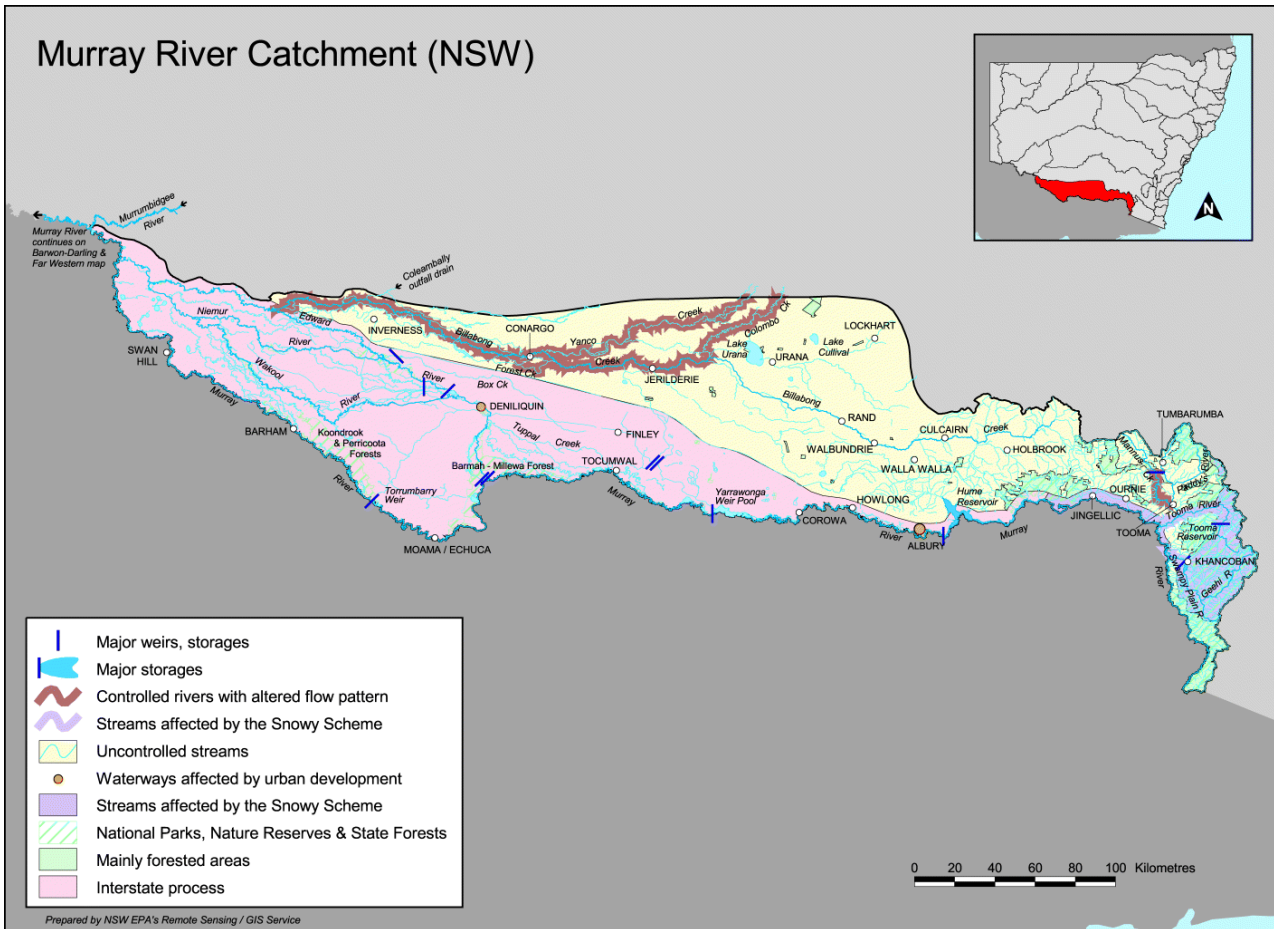 Murray River Catchment (NSW)
N
Murrumbidgee
River
Murray River
continues on
Barwon-Darling &
Far Western map
Coleambally
outfall drain
Niemur
River
Edward
River
INVERNESS
Billabong
CONARGO
Yanco
Creek
Creek
Colombo Ck
Forest Ck
JERILDERIE
Lake
Urana
URANA
Lake
Cullival
LOCKHART
SWAN
HILL
Wakool
River
Murray
River
Box Ck
DENILIQUIN
BARHAM
Koondrook
& Perricoota
Forests
Tuppal
Creek
FINLEY
TOCUMWAL
Barmah - Millewa Forest
Torrumbarry
Weir
MOAMA / ECHUCA
Murray
Yarrawonga
Weir Pool
COROWA
HOWLONG
River
ALBURY
Billabong
Creek
RAND
WALBUNDRIE
CULCAIRN
WALLA WALLA
HOLBROOK
Hume
Reservoir
Murray
River
JINGELLIC
OURNIE
TOOMA
TUMBARUMBA
Mannus
Paddy's River
Tooma River
Tooma
Reservoir
KHANCOBAN
Swampy Plain R
Geehi R
Major weirs, storages
Major storages
Controlled rivers with altered flow pattern
Streams affected by the Snowy Scheme
Uncontrolled streams
Waterways affected by urban development
Streams affected by the Snowy Scheme
National Parks, Nature Reserves & State Forests
Mainly forested areas
Interstate process
0 20 40 60 80 100 Kilometres
Prepared by NSW EPA's Remote Sensing / GIS Service